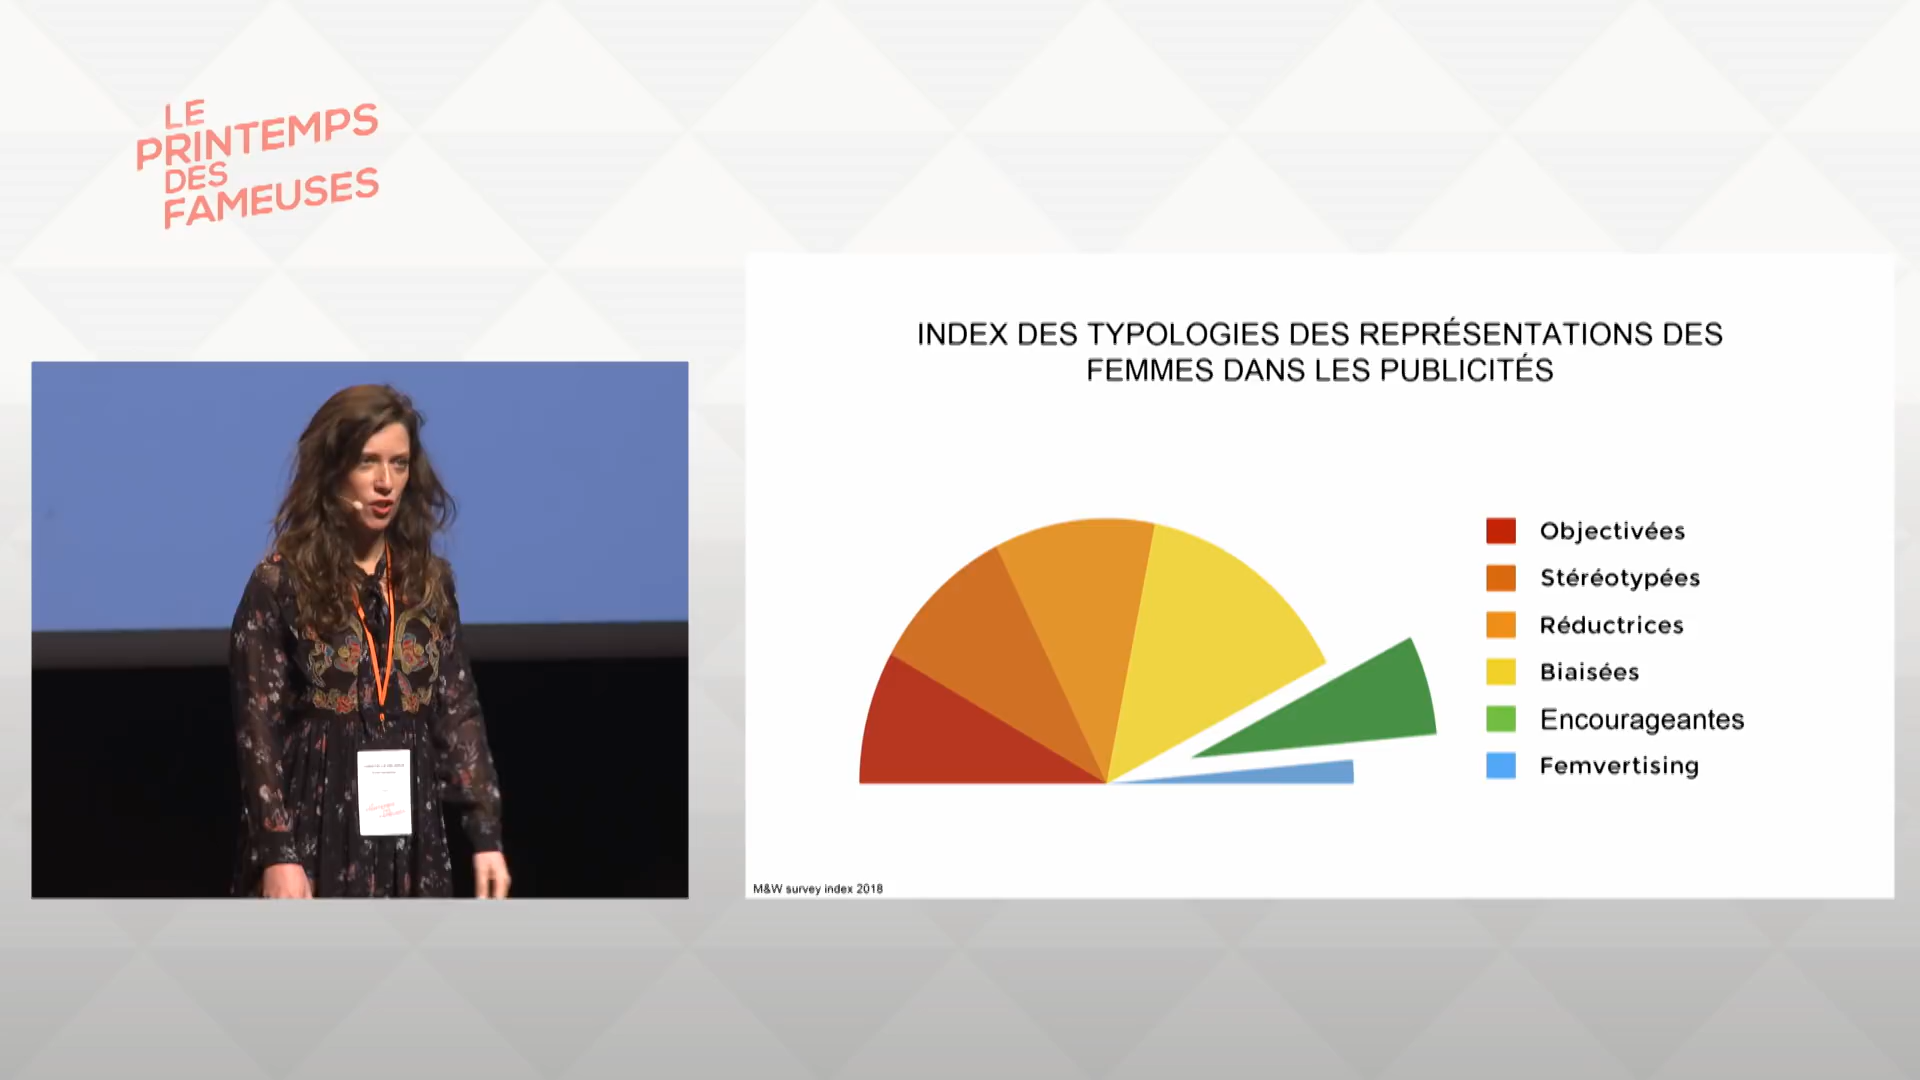 LE
PRINTEMPS
DES
FAMEUSES
INDEX DES TYPOLOGIES DES REPRÉSENTATIONS DES
FEMMES DANS LES PUBLICITÉS
Objectivées
Stéréotypées
Réductrices
Biaisées
Encourageantes
Femvertising
M&W survey index 2018